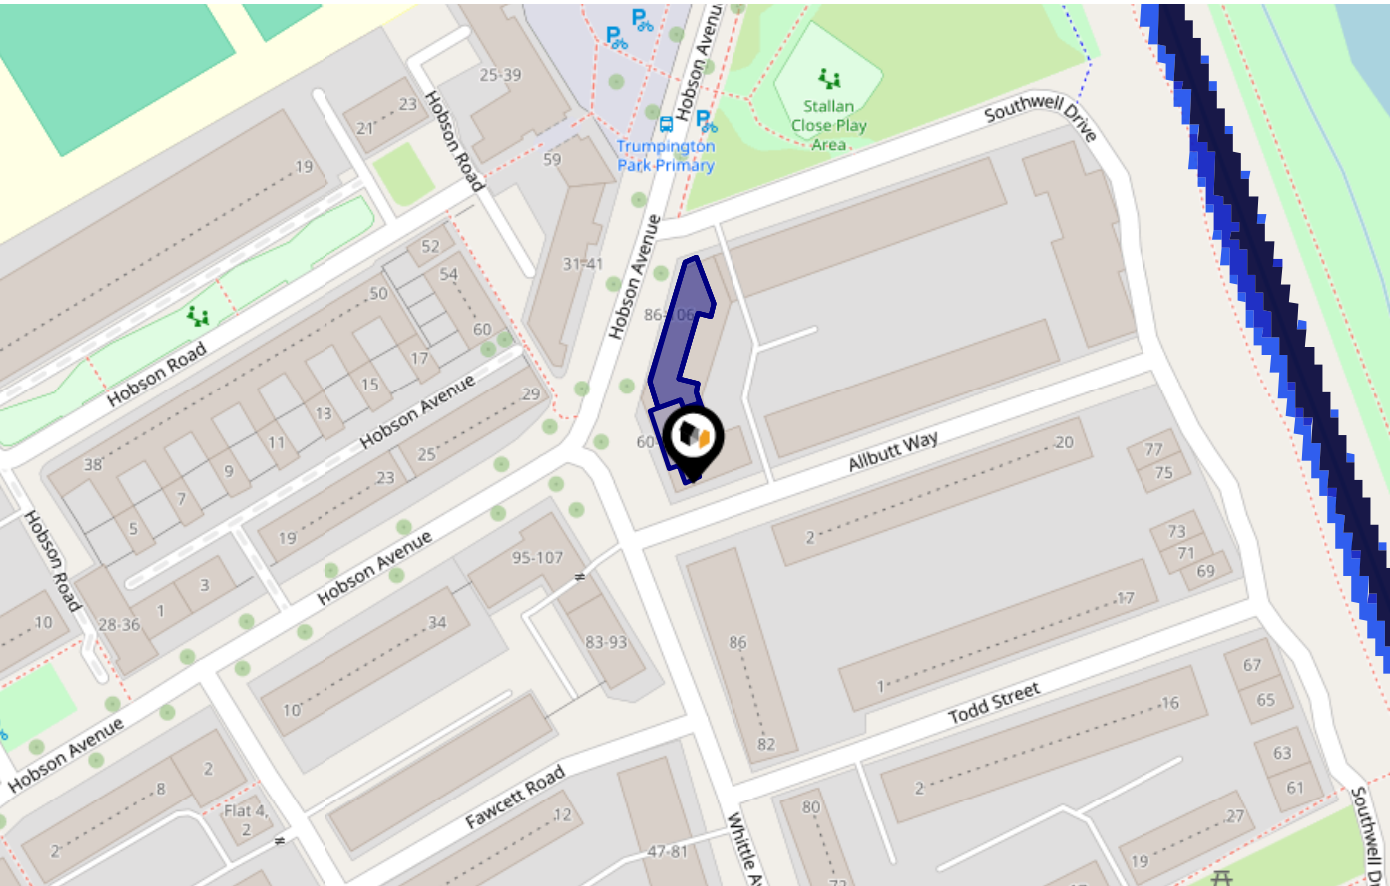 Hobson Avenue
25-39
23
21
Hobson Road
Stallan
Close Play
Area
Southwell Drive
Trumpington
Park Primary
59
19
52
54
50
60
31-41
Hobson Avenue
86-106
Hobson Road
17
15
13
11
9
7
5
38
Hobson Avenue
29
25
23
19
60-
Allbutt Way
20
77
75
2
73
71
69
Hobson Road
Hobson Avenue
95-107
3
1
28-36
10
34
83-93
86
17
1
67
65
10
82
Todd Street
16
63
61
Hobson Avenue
2
8
2
Flat 4,
2
Fawcett Road
12
47-81
Whittle Av
80
2
27
19
Southwell D